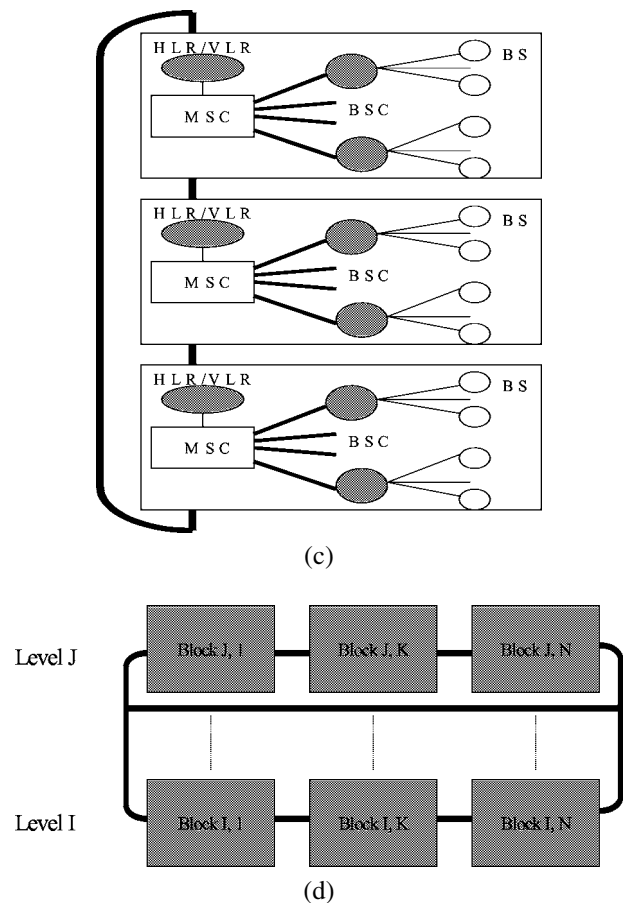 HLR/VLR
BS
MSC
BSC
HLR/VLR
BS
MSC
BSC
HLR/VLR
BS
MSC
BSC
(c)
Level J
Block J, 1
Block J, K
Block J, N
Level I
Block I, 1
Block I, K
Block I, N
(d)